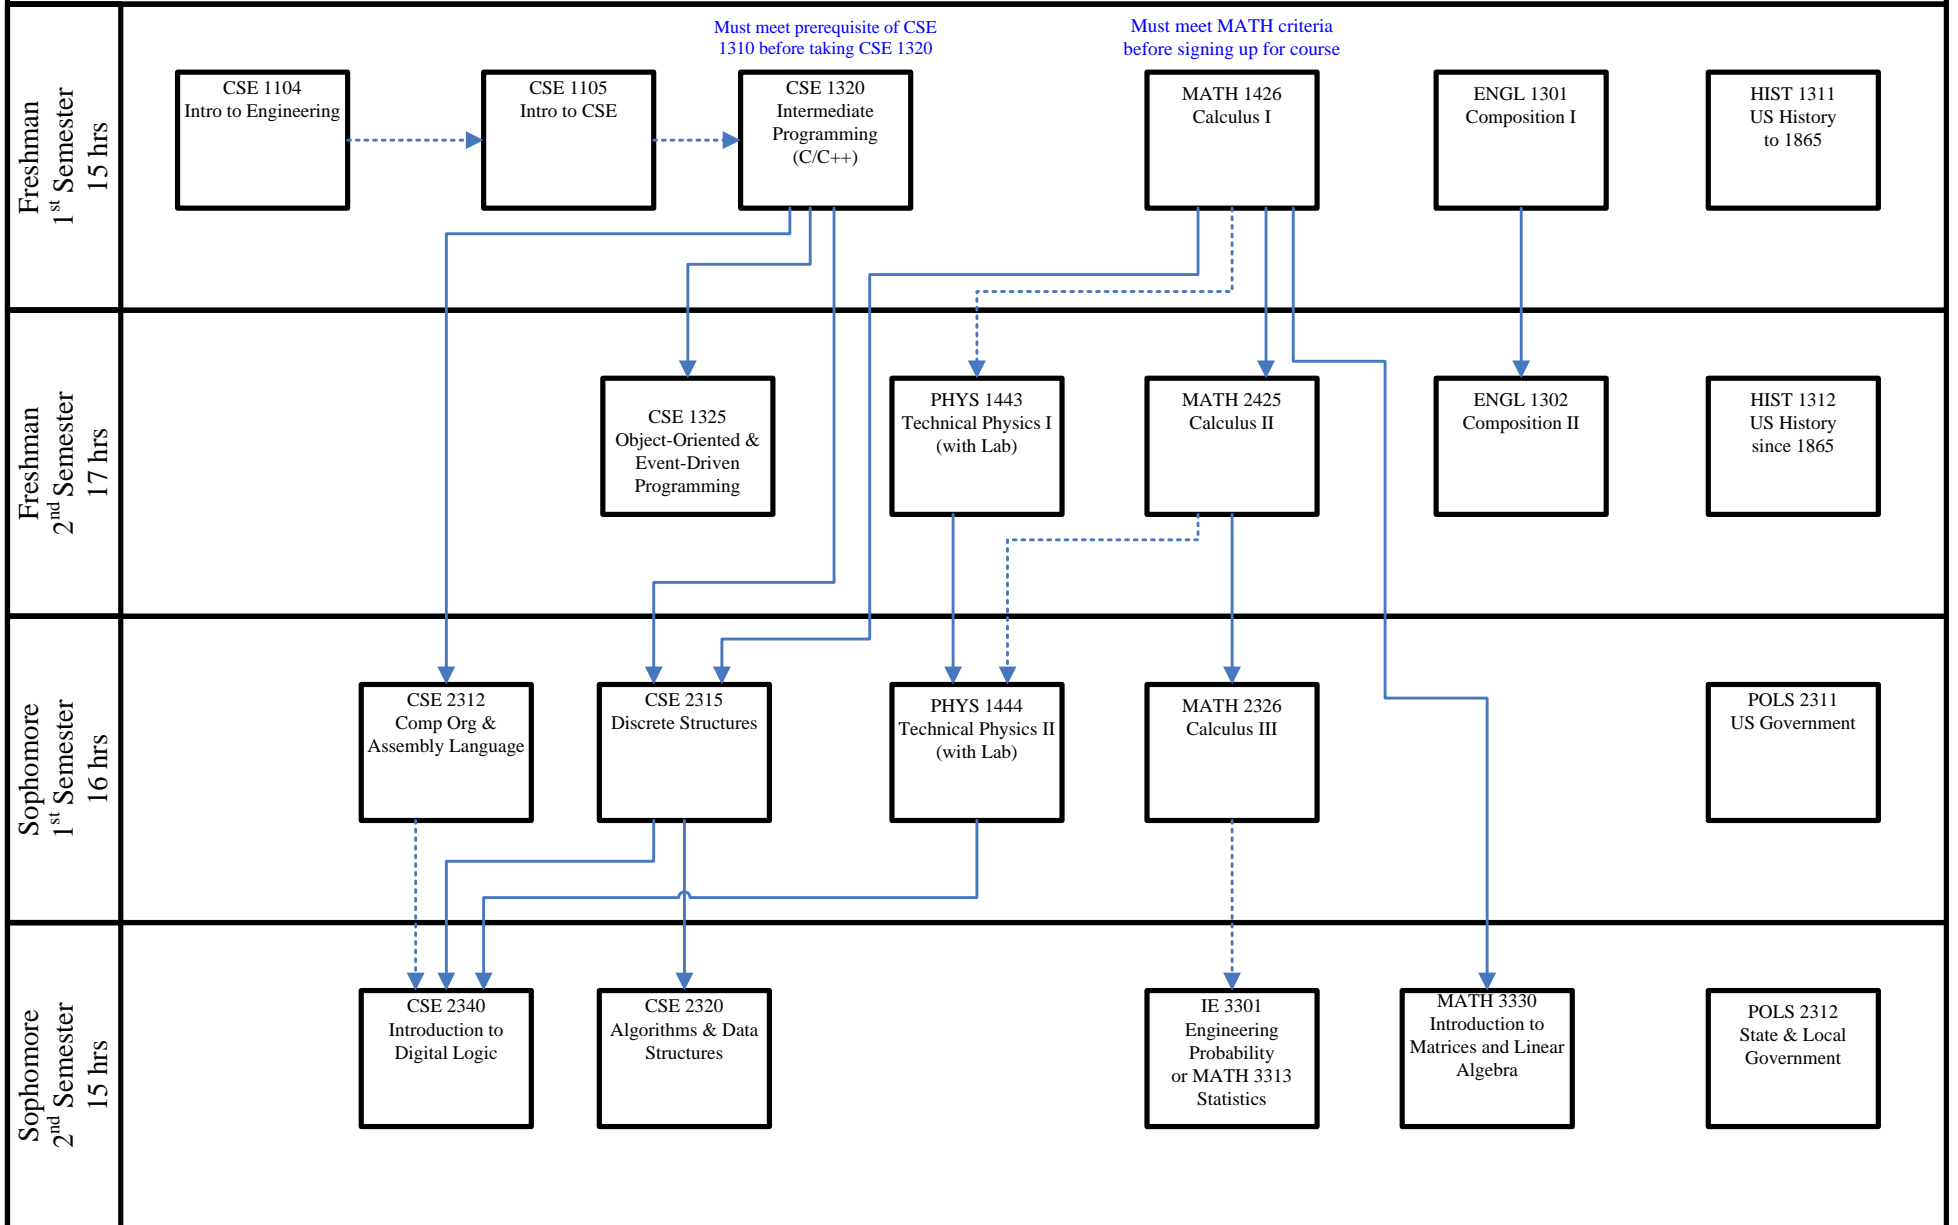 Must meet prerequisite of CSE
1310 before taking CSE 1320
Must meet MATH criteria
before signing up for course
Freshman
1st Semester
15 hrs
CSE 1104
Intro to Engineering
CSE 1105
Intro to CSE
CSE 1320
Intermediate
Programming
(C/C++)
MATH 1426
Calculus I
ENGL 1301
Composition I
HIST 1311
US History
to 1865
Freshman
2nd Semester
17 hrs
CSE 1325
Object-Oriented &
Event-Driven
Programming
PHYS 1443
Technical Physics I
(with Lab)
MATH 2425
Calculus II
ENGL 1302
Composition II
HIST 1312
US History
since 1865
Sophomore
1st Semester
16 hrs
CSE 2312
Comp Org &
Assembly Language
CSE 2315
Discrete Structures
PHYS 1444
Technical Physics II
(with Lab)
MATH 2326
Calculus III
POLS 2311
US Government
Sophomore
2nd Semester
15 hrs
CSE 2340
Introduction to
Digital Logic
CSE 2320
Algorithms & Data
Structures
IE 3301
Engineering
Probability
or MATH 3313
Statistics
MATH 3330
Introduction to
Matrices and Linear
Algebra
POLS 2312
State & Local
Government